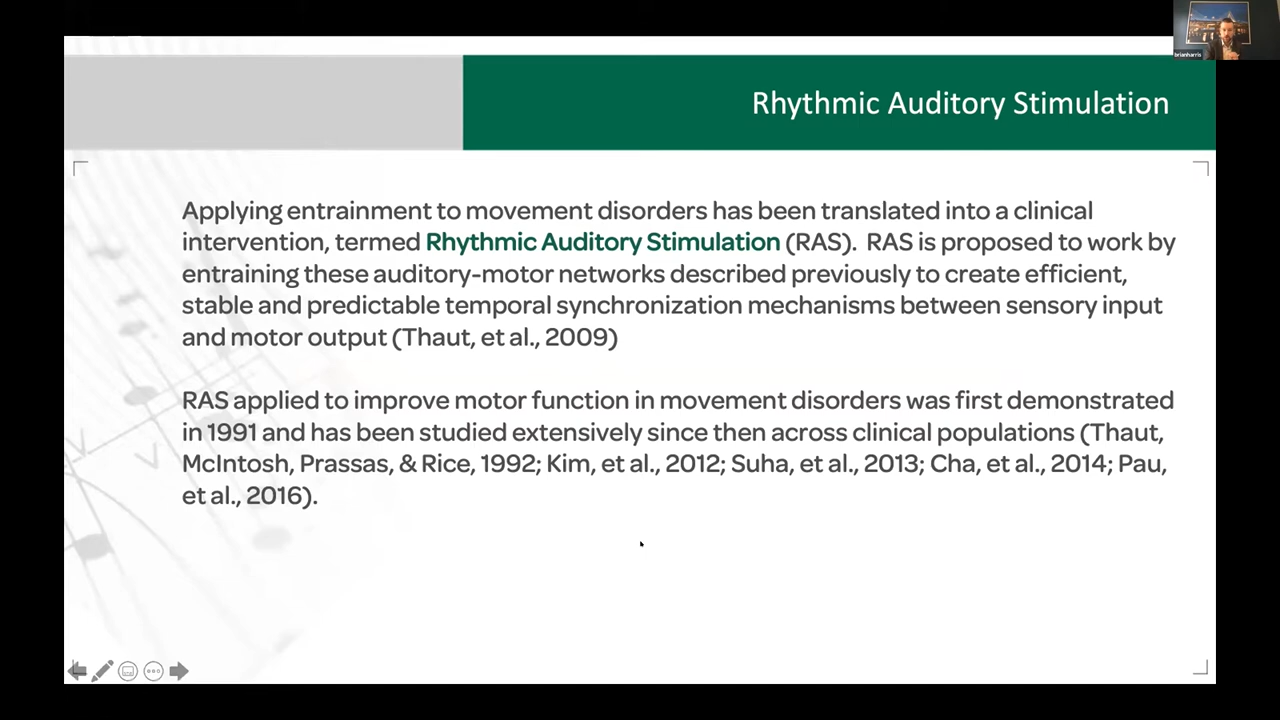 brianharris
Rhythmic Auditory Stimulation
Applying entrainment to movement disorders has been translated into a clinical
intervention, termed Rhythmic Auditory Stimulation (RAS).  RAS is proposed to work by
entraining these auditory-motor networks described previously to create efficient,
stable and predictable temporal synchronization mechanisms between sensory input
and motor output (Thaut, et al., 2009)
RAS applied to improve motor function in movement disorders was first demonstrated
in 1991 and has been studied extensively since then across clinical populations (Thaut,
McIntosh, Prassas, & Rice, 1992; Kim, et al., 2012; Suha, et al., 2013; Cha, et al., 2014; Pau,
et al., 2016).